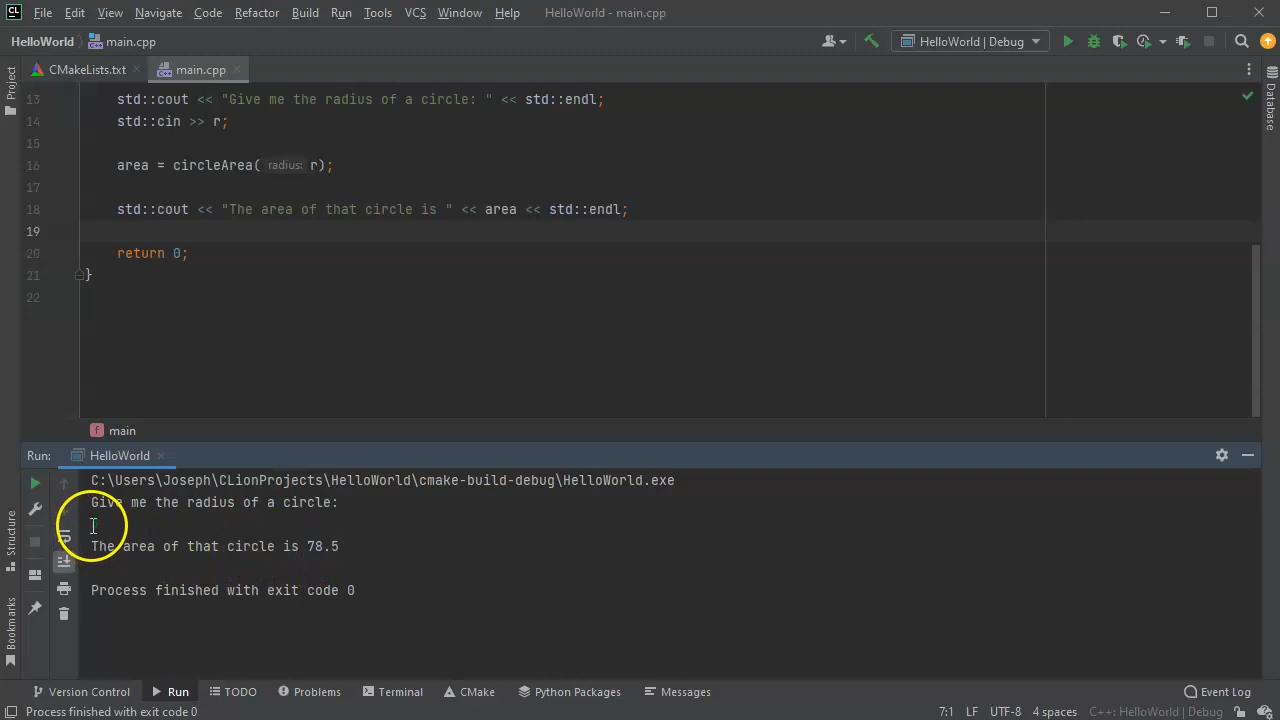 CL File Edit View Navigate Code Refactor Build Run Tools VCS Window Help HelloWorld - main.cpp
HelloWorld main.cpp HelloWorld | Debug
CMakeLists.txt main.cpp
Project
Database
13 std::cout << "Give me the radius of a circle: " << std::endl;
14 std::cin >> r;
15
16 area = circleArea( radius: r);
17
18 std::cout << "The area of that circle is " << area << std::endl;
19
20 return 0;
21 }
22
f main
Run: HelloWorld
C:\Users\Joseph\CLionProjects\HelloWorld\cmake-build-debug\HelloWorld.exe
Give me the radius of a circle:
The area of that circle is 78.5
Process finished with exit code 0
Structure
Bookmarks
Version Control Run TODO Problems Terminal CMake Python Packages Messages Event Log
Process finished with exit code 0 7:1 LF UTF-8 4 spaces C++: HelloWorld | Debug